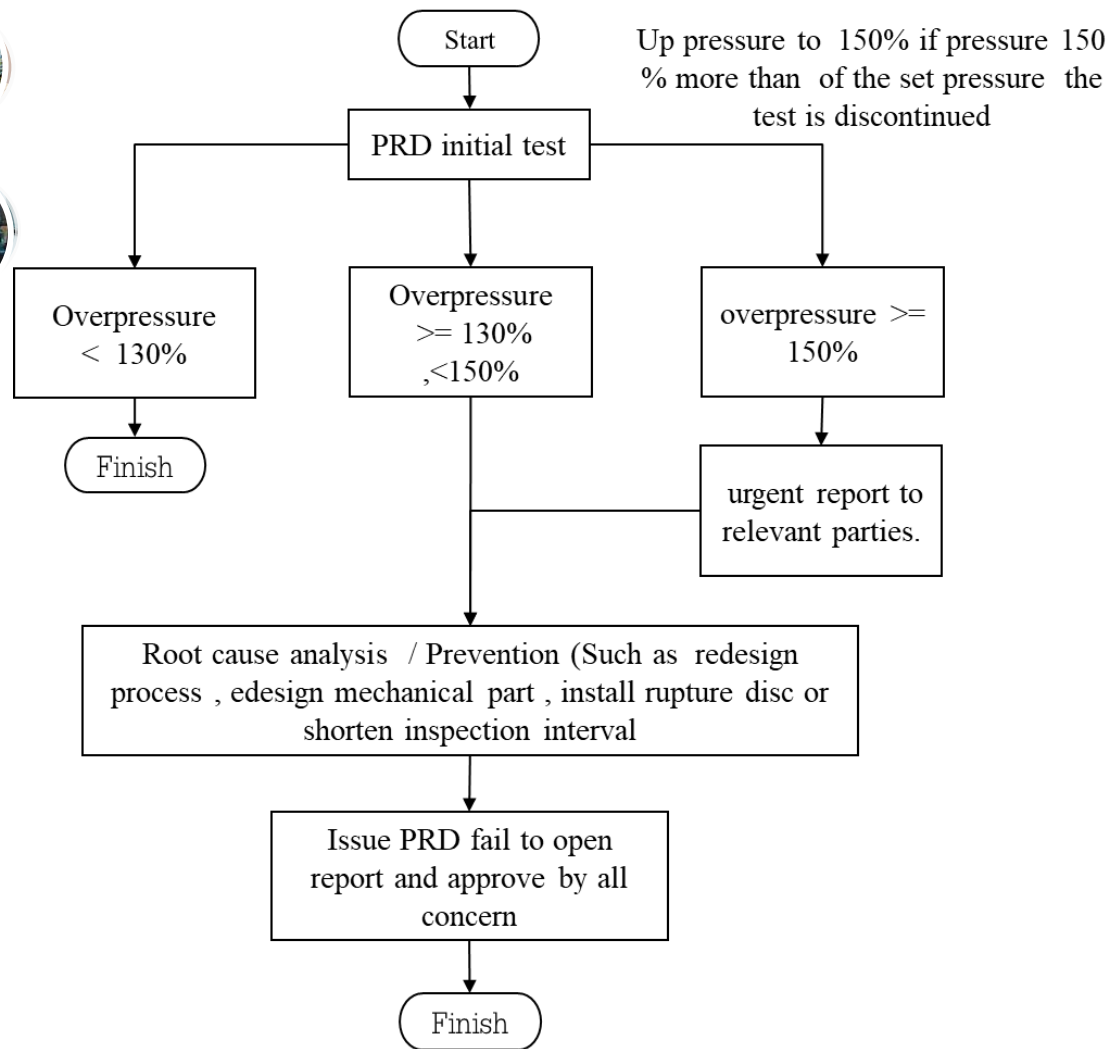 Start
Up pressure to 150% if pressure 150
% more than of the set pressure the
test is discontinued
PRD initial test
Overpressure
< 130%
Overpressure
>= 130%
,<150%
overpressure >=
150%
Finish
urgent report to
relevant parties.
Root cause analysis / Prevention (Such as redesign
process , edesign mechanical part , install rupture disc or
shorten inspection interval
Issue PRD fail to open
report and approve by all
concern
Finish